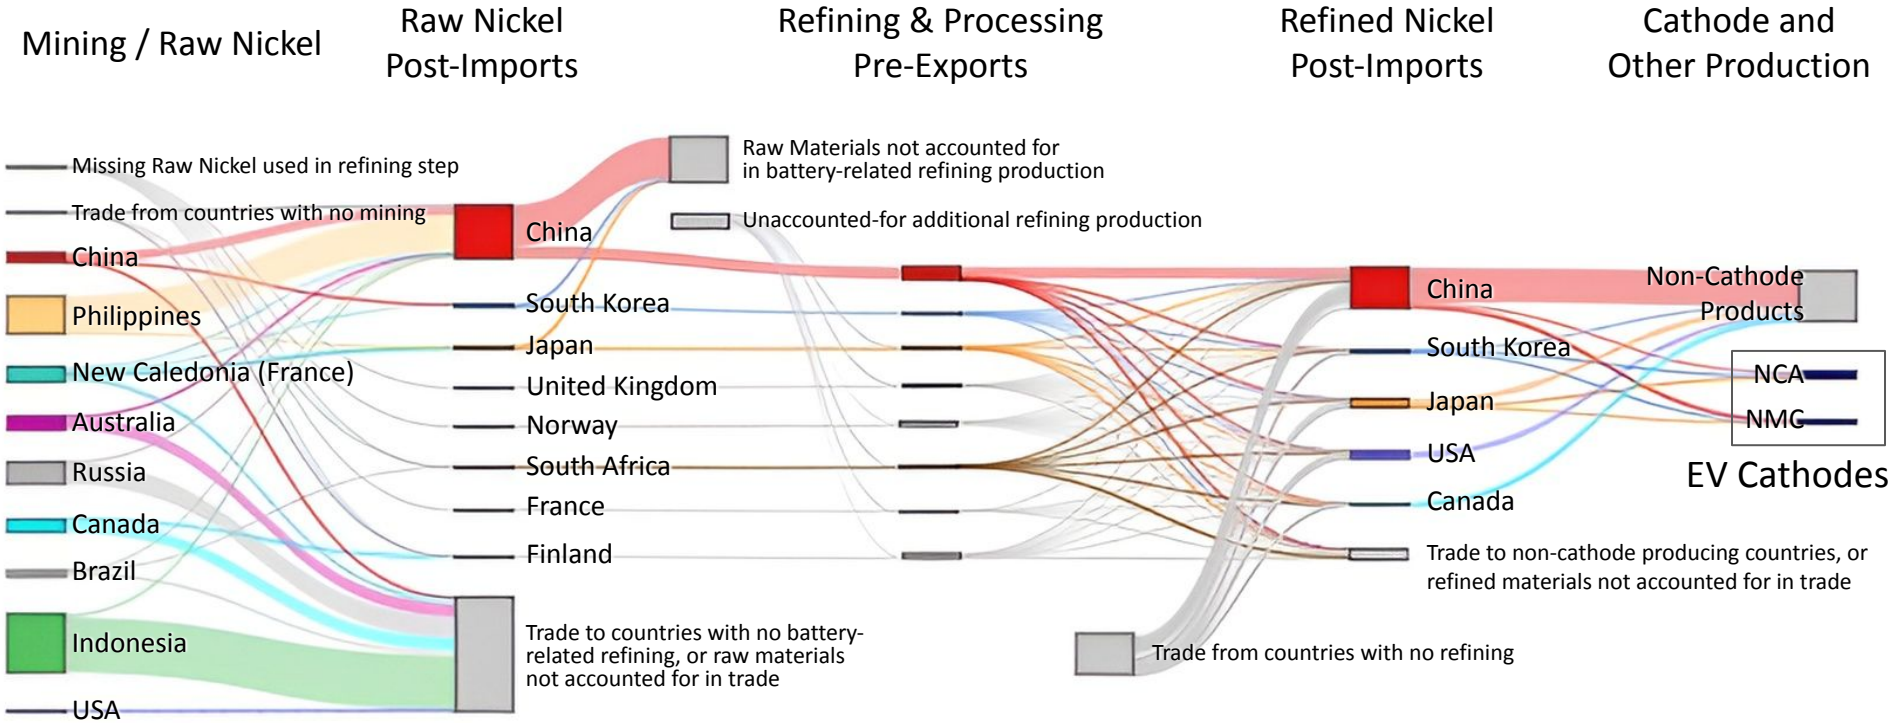 Mining / Raw Nickel
Raw Nickel
Post-Imports
Refining & Processing
Pre-Exports
Refined Nickel
Post-Imports
Cathode and
Other Production
Missing Raw Nickel used in refining step
Trade from countries with no mining
China
Philippines
New Caledonia (France)
Australia
Russia
Canada
Brazil
Indonesia
USA
China
South Korea
Japan
United Kingdom
Norway
South Africa
France
Finland
Trade to countries with no battery-
related refining, or raw materials
not accounted for in trade
Raw Materials not accounted for
in battery-related refining production
Unaccounted-for additional refining production
Trade from countries with no refining
China
South Korea
Japan
USA
Canada
Trade to non-cathode producing countries, or
refined materials not accounted for in trade
Non-Cathode
Products
NCA
NMC
EV Cathodes